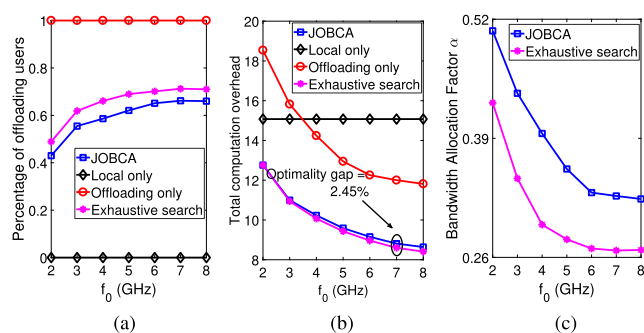 Percentage of offloading users
1
0.8
0.6
0.4
0.2
0
2 3 4 5 6 7 8
f0 (GHz)
JOBCA
Local only
Offloading only
Exhaustive search
(a)
Total computation overhead
20
18
16
14
12
10
8
2 3 4 5 6 7 8
f0 (GHz)
JOBCA
Local only
Offloading only
Exhaustive search
Optimality gap =
2.45%
(b)
Bandwidth Allocation Factor α
0.52
0.39
0.26
2 3 4 5 6 7 8
f0 (GHz)
JOBCA
Exhaustive search
(c)